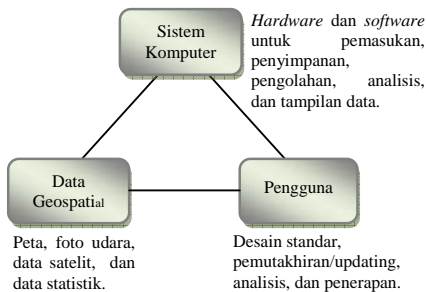 Sistem
Komputer
Hardware dan software
untuk pemasukan,
penyimpanan,
pengolahan, analisis,
dan tampilan data.
Data
Geospatial
Pengguna
Peta, foto udara,
data satelit, dan
data statistik.
Desain standar,
pemutakhiran/updating,
analisis, dan penerapan.